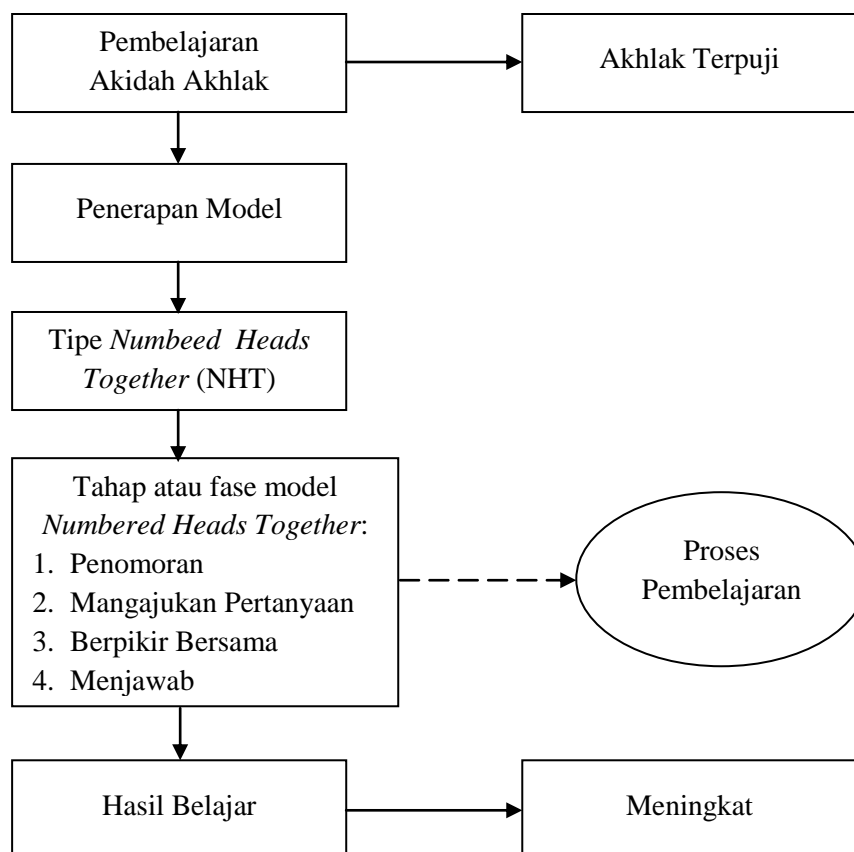 Pembelajaran
Akidah Akhlak
Akhlak Terpuji
Penerapan Model
Tipe Numbeed Heads
Together (NHT)
Tahap atau fase model
Numbered Heads Together:
1. Penomoran
2. Mangajukan Pertanyaan
3. Berpikir Bersama
4. Menjawab
Proses
Pembelajaran
Hasil Belajar
Meningkat